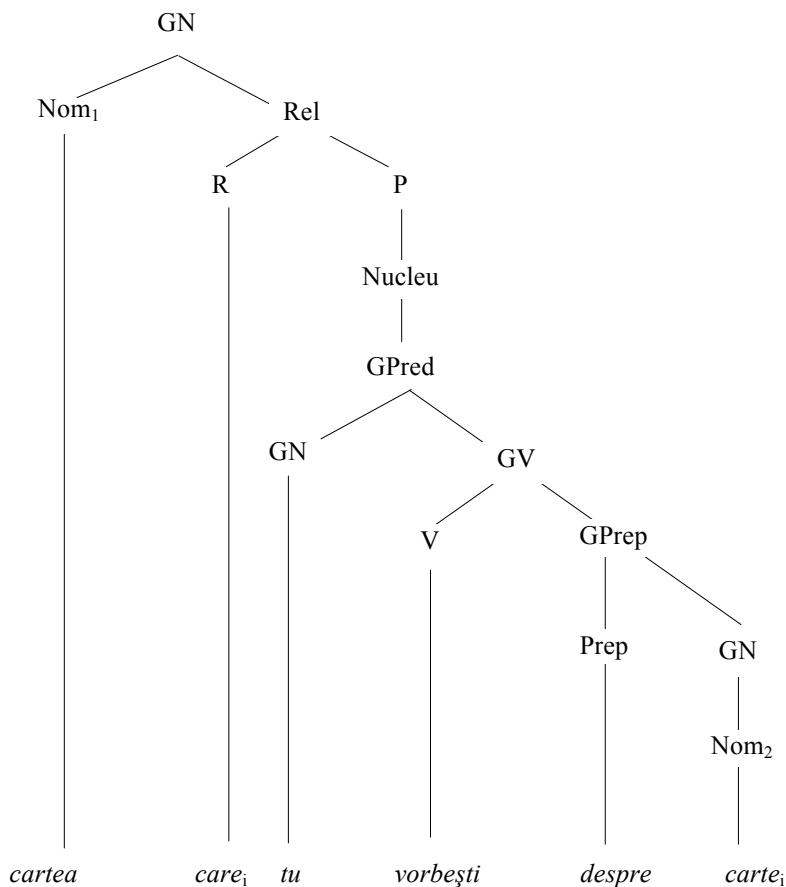 GN
Nom₁ Rel
R P
Nucleu
GPred
GN GV
V GPrep
Prep GN
Nom₂
cartea careᵢ tu vorbeşti despre carteᵢ